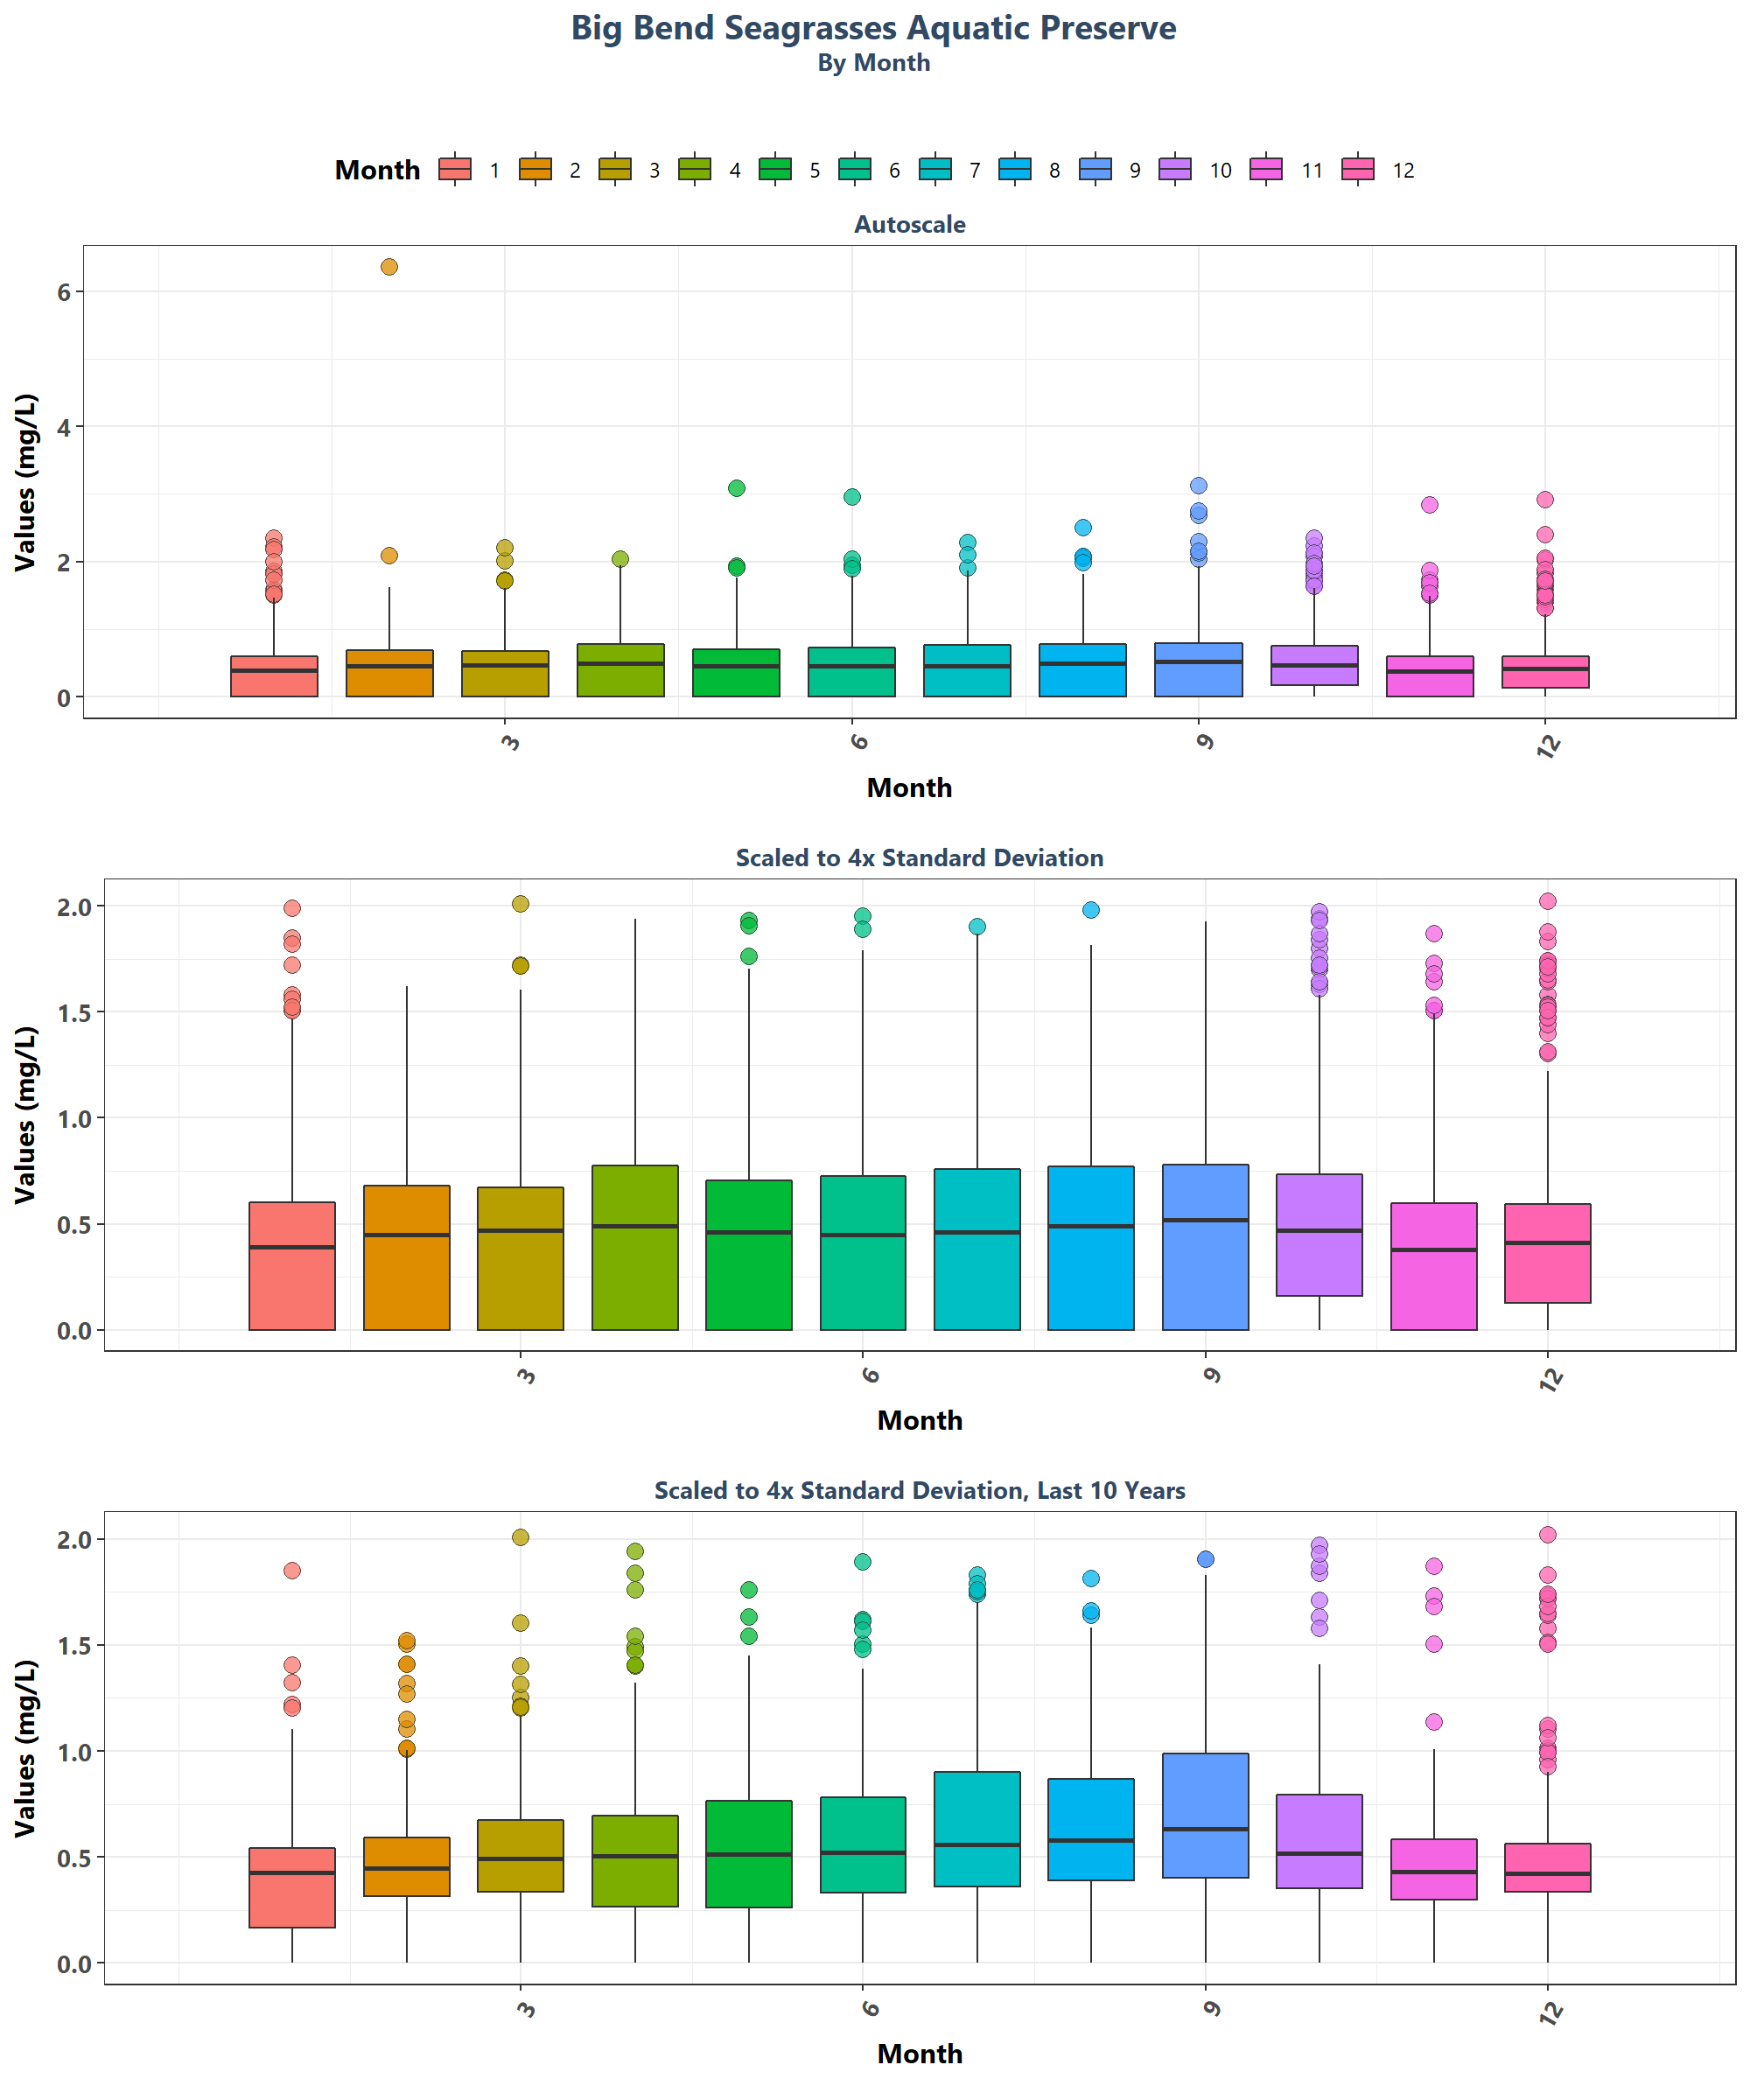 Big Bend Seagrasses Aquatic Preserve
By Month
Month 1 2 3 4 5 6 7 8 9 10 11 12
Autoscale
Values (mg/L)
6
4
2
0
3 6 9 12
Month
Scaled to 4x Standard Deviation
Values (mg/L)
2.0
1.5
1.0
0.5
0.0
3 6 9 12
Month
Scaled to 4x Standard Deviation, Last 10 Years
Values (mg/L)
2.0
1.5
1.0
0.5
0.0
3 6 9 12
Month